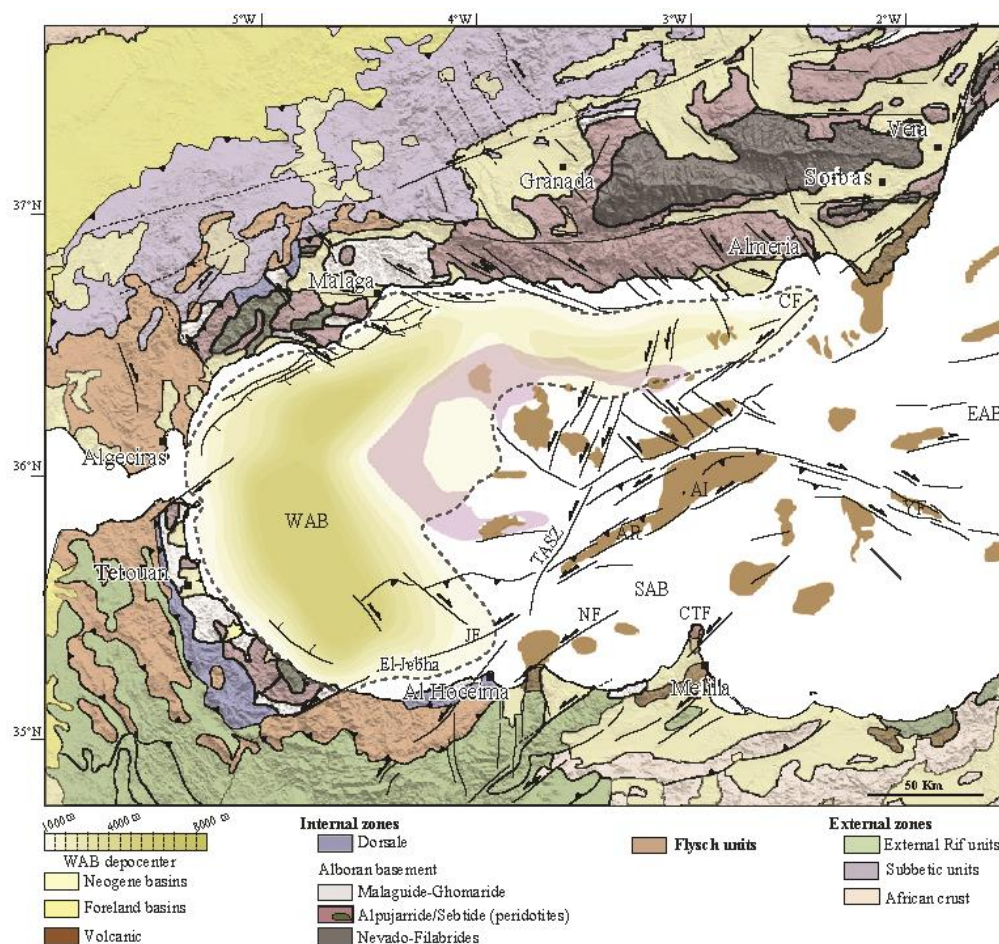 5°W 4°W 3°W 2°W
37°N
36°N
35°N
Vera
Granada
Sorbas
Almeria
Malaga
CF
EAB
Algeciras
WAB
AI
YF
AR
TASZ
Tetouan
SAB
NF
CTF
JF
El Jebha
Al Hoceima
Melilla
50 Km
1000 m 4000 m 8000 m
WAB depocenter
Neogene basins
Foreland basins
Volcanic
Internal zones
Dorsale
Alboran basement
Malaguide-Ghomaride
Alpujarride/Sebtide (peridotites)
Nevado-Filabrides
Flysch units
External zones
External Rif units
Subbetic units
African crust